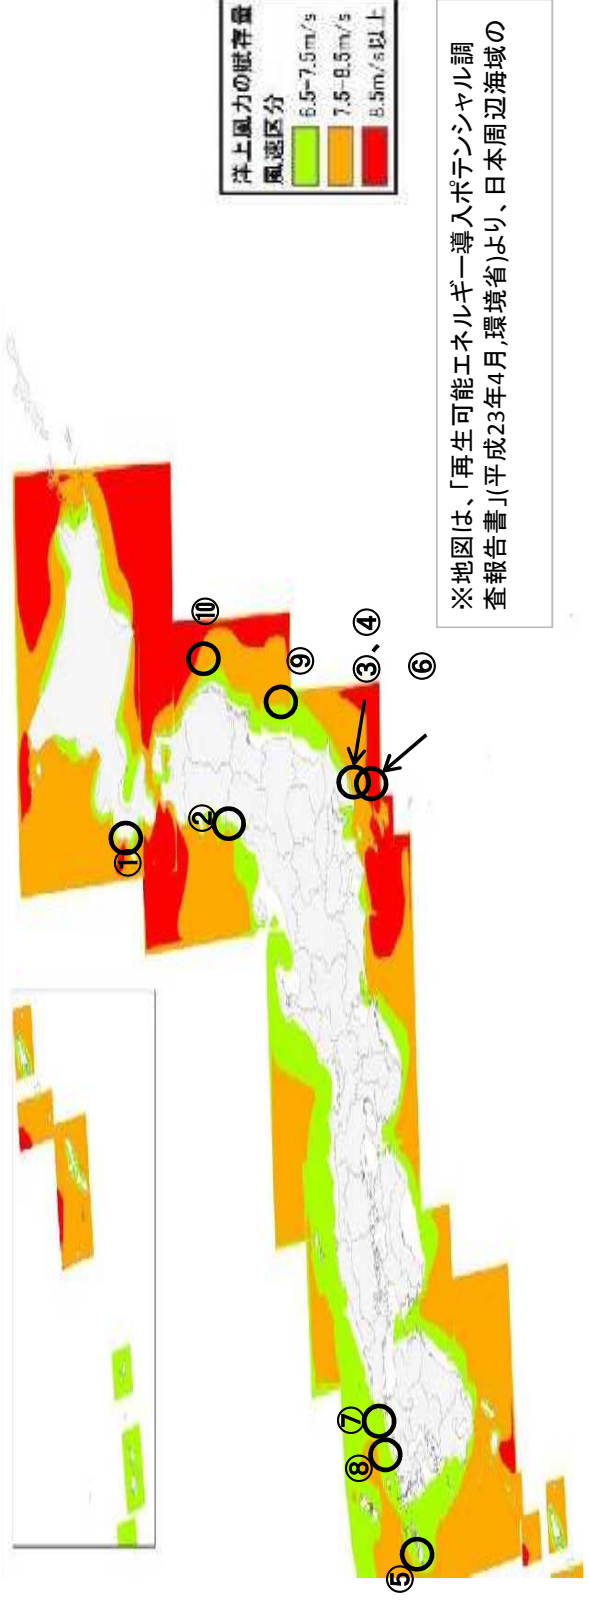 洋上風力の賦存量
風速区分
6.5-7.5m/s
7.5-8.5m/s
8.5m/s以上
①
②
③、④
⑤
⑥
⑦
⑧
⑨
⑩
※地図は、「再生可能エネルギー導入ポテンシャル調
査報告書」(平成23年4月,環境省)より、日本周辺海域の